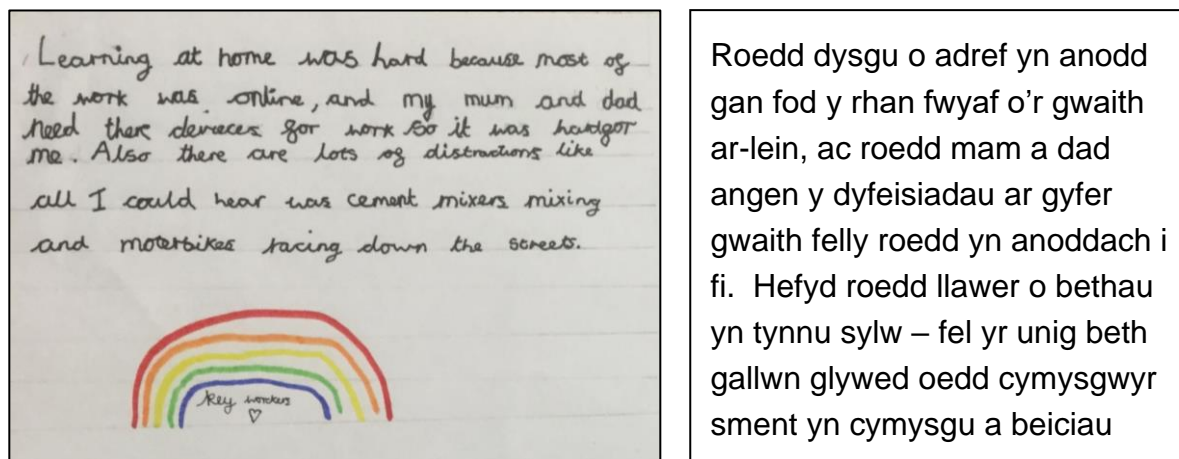 Learning at home was hard because most of
the work was online, and my mum and dad
need there devieces for work so it was hardgor
me. Also there are lots of distractions like
all I could hear was cement mixers mixing
and moterbikes racing down the streets.
key workers
Roedd dysgu o adref yn anodd
gan fod y rhan fwyaf o'r gwaith
ar-lein, ac roedd mam a dad
angen y dyfeisiadau ar gyfer
gwaith felly roedd yn anoddach i
fi.  Hefyd roedd llawer o bethau
yn tynnu sylw – fel yr unig beth
gallwn glywed oedd cymysgwyr
sment yn cymysgu a beiciau